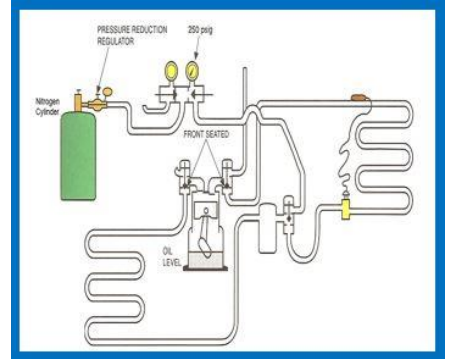 PRESSURE REDUCTION
REGULATOR
250 psig
Nitrogen
Cylinder
FRONT SEATED
OIL
LEVEL